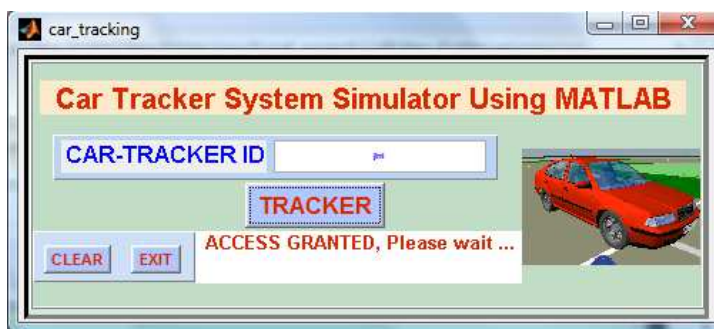 car_tracking
Car Tracker System Simulator Using MATLAB
CAR-TRACKER ID
TRACKER
ACCESS GRANTED, Please wait ...
CLEAR
EXIT